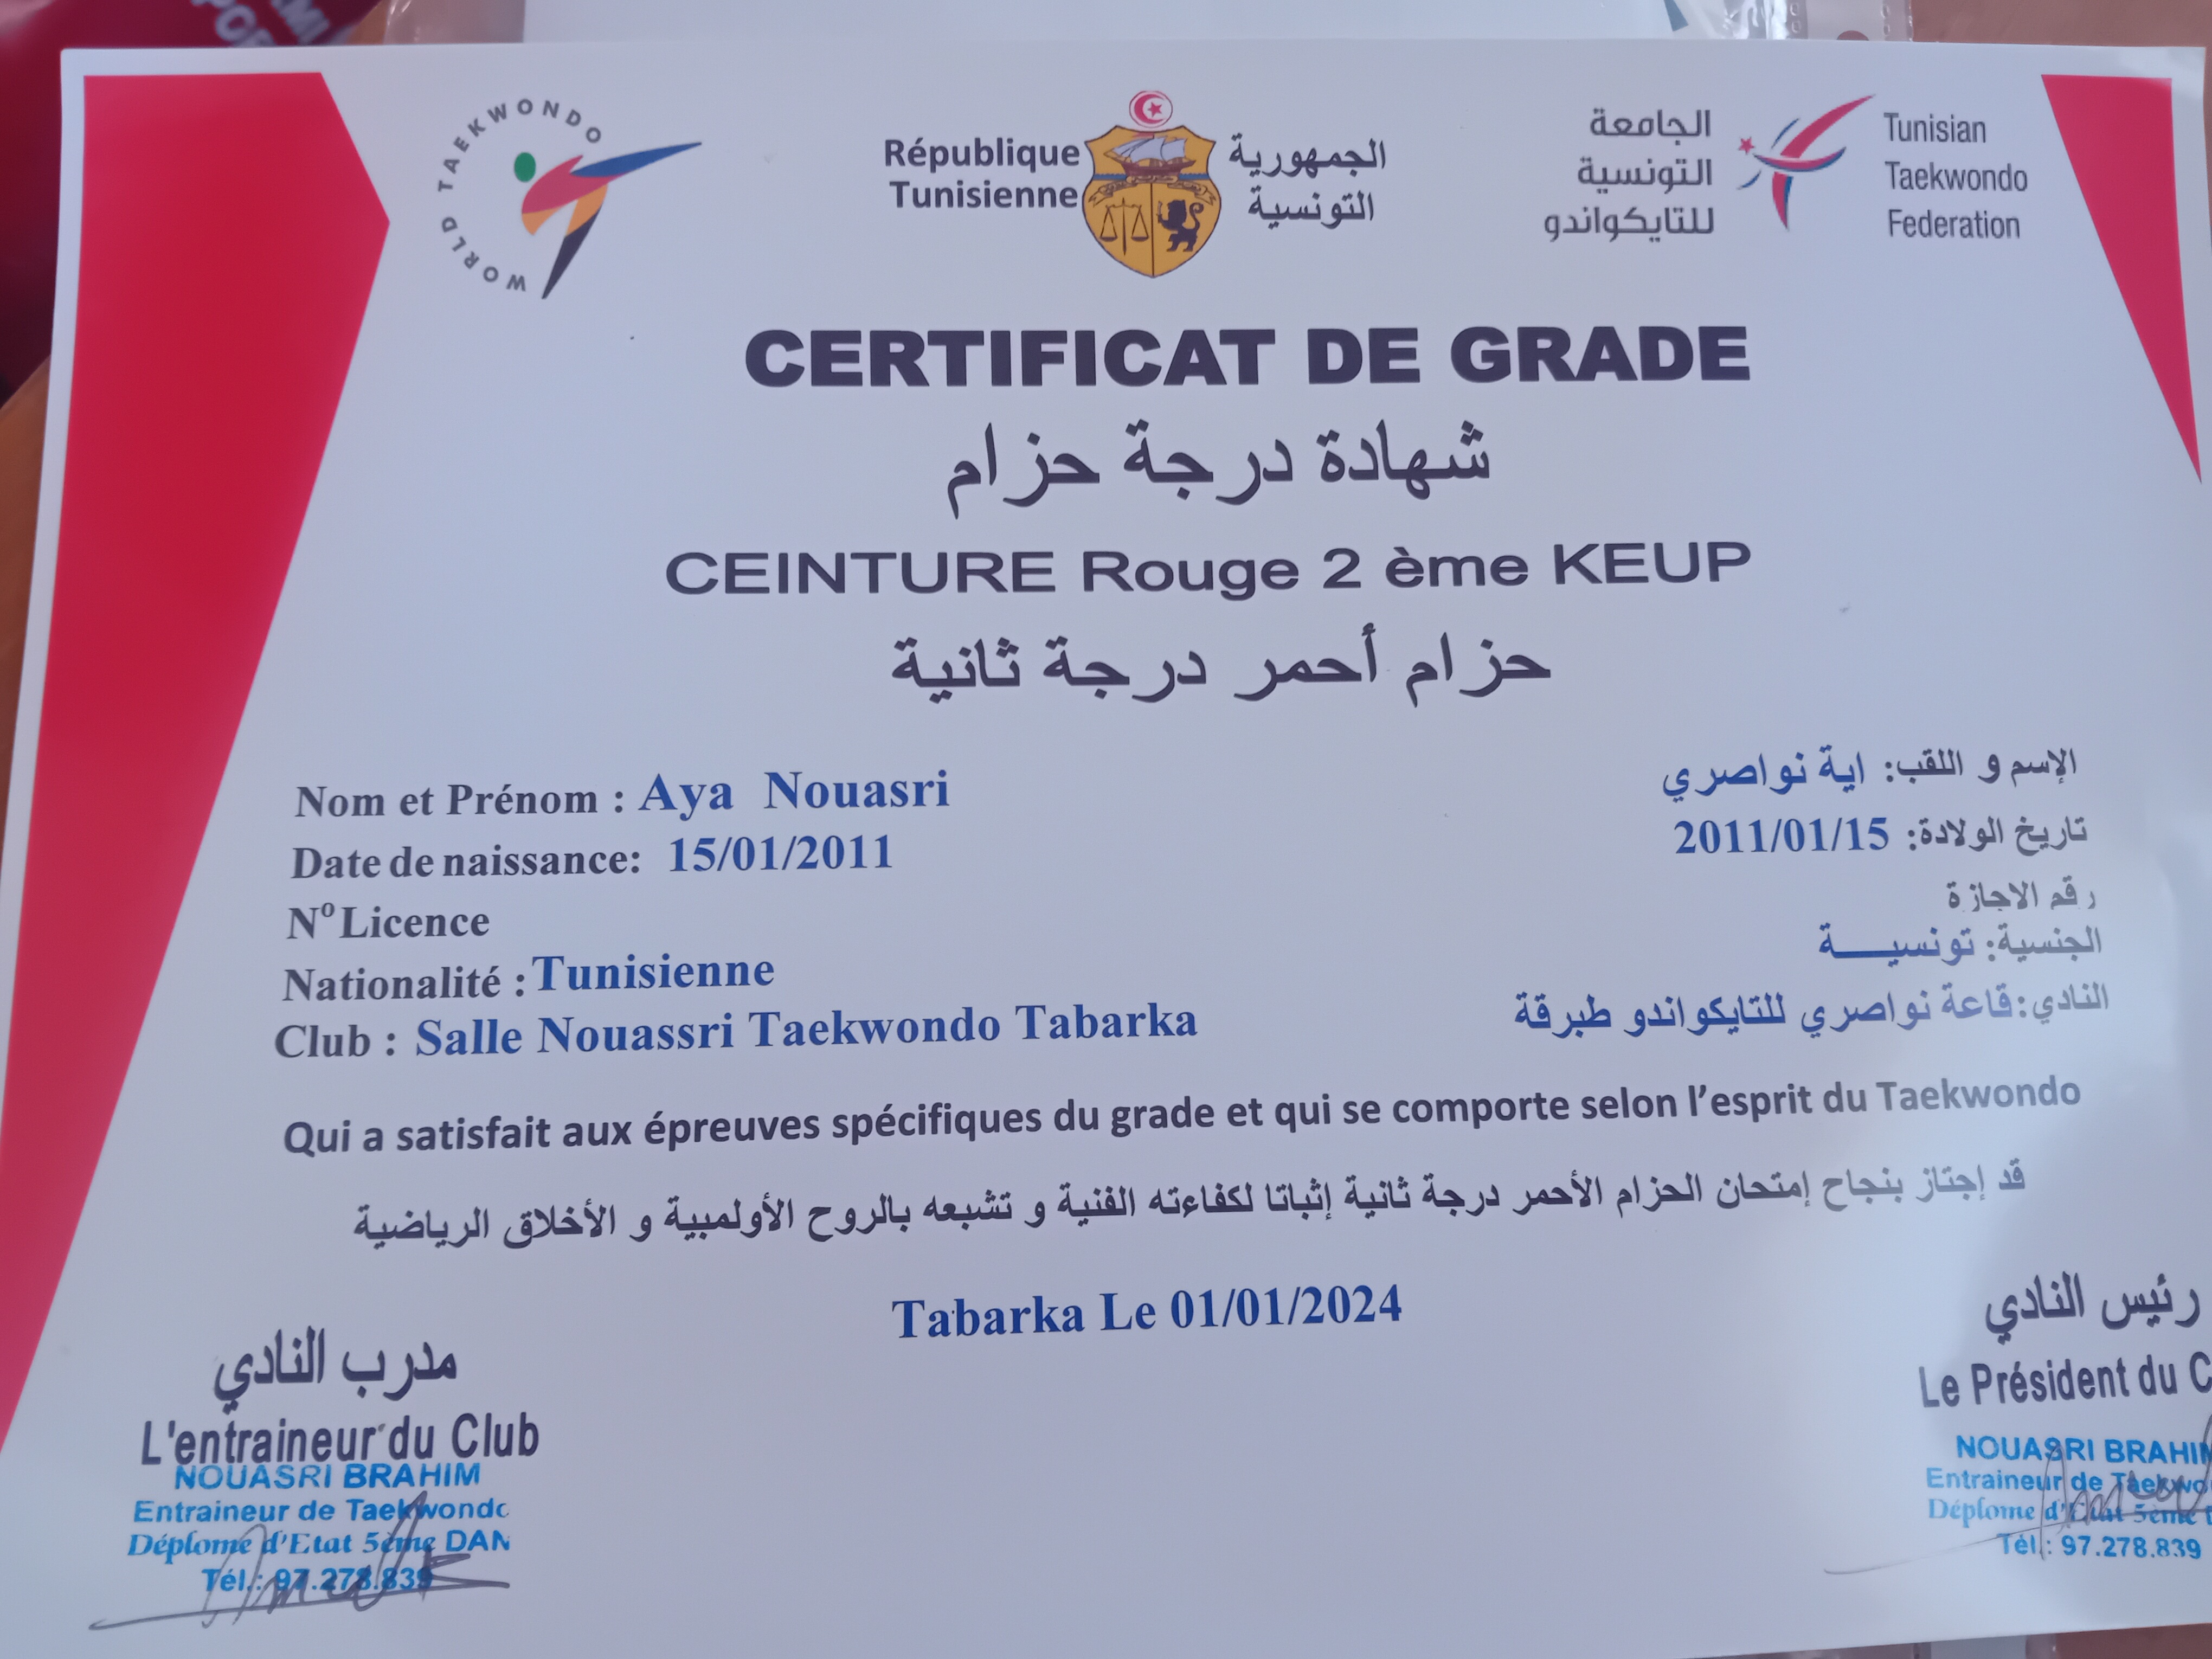 WORLD TAEKWONDO
République
Tunisienne
الجمهورية
التونسية
الجامعة
التونسية
للتايكواندو
Tunisian
Taekwondo
Federation
CERTIFICAT DE GRADE
شهادة درجة حزام
CEINTURE Rouge 2 ème KEUP
حزام أحمر درجة ثانية
Nom et Prénom : Aya Nouasri
الإسم و اللقب: اية نواصري
Date de naissance: 15/01/2011
تاريخ الولادة: 2011/01/15
N° Licence
رقم الاجازة
Nationalité : Tunisienne
الجنسية: تونسيـــــة
Club : Salle Nouassri Taekwondo Tabarka
النادي: قاعة نواصري للتايكواندو طبرقة
Qui a satisfait aux épreuves spécifiques du grade et qui se comporte selon l’esprit du Taekwondo
قد إجتاز بنجاح إمتحان الحزام الأحمر درجة ثانية إثباتا لكفاءته الفنية و تشبعه بالروح الأولمبية و الأخلاق الرياضية
Tabarka Le 01/01/2024
مدرب النادي
L'entraineur du Club
NOUASRI BRAHIM
Entraineur de Taekwondo
Déplome d'Etat 5ème DAN
Tél.: 97.278.839
رئيس النادي
Le Président du C
NOUASRI BRAHIM
Entraineur de Taekwo
Déplome d'Etat 5ème
Tél.: 97.278.839